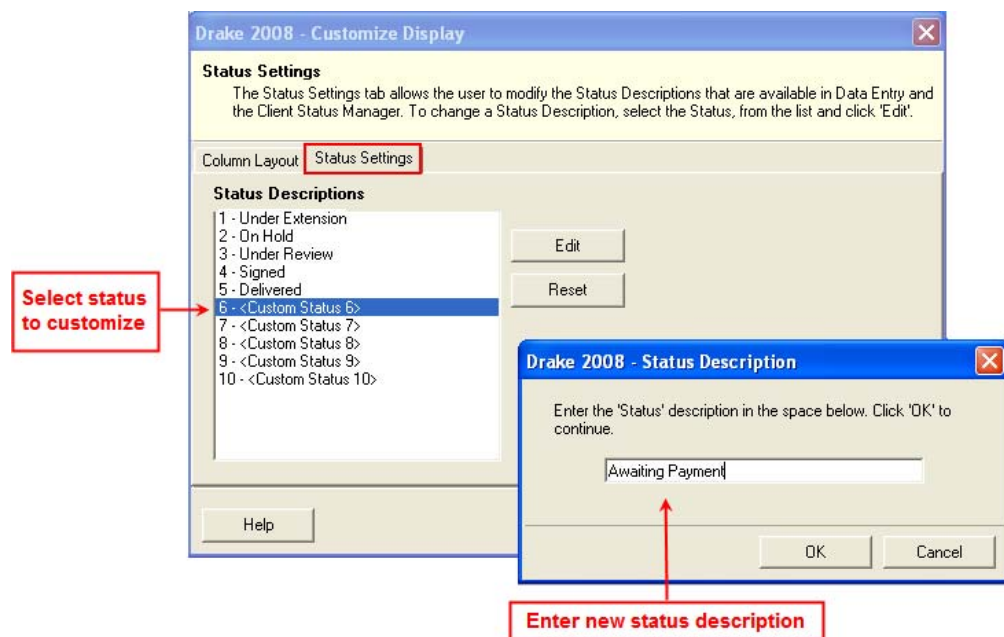 Drake 2008 - Customize Display
Status Settings
The Status Settings tab allows the user to modify the Status Descriptions that are available in Data Entry and
the Client Status Manager. To change a Status Description, select the Status, from the list and click 'Edit'.
Column Layout
Status Settings
Status Descriptions
1 - Under Extension
2 - On Hold
3 - Under Review
4 - Signed
5 - Delivered
6 - <Custom Status 6>
7 - <Custom Status 7>
8 - <Custom Status 8>
9 - <Custom Status 9>
10 - <Custom Status 10>
Edit
Reset
Select status
to customize
Help
Drake 2008 - Status Description
Enter the 'Status' description in the space below. Click 'OK' to
continue.
Awaiting Payment
OK
Cancel
Enter new status description